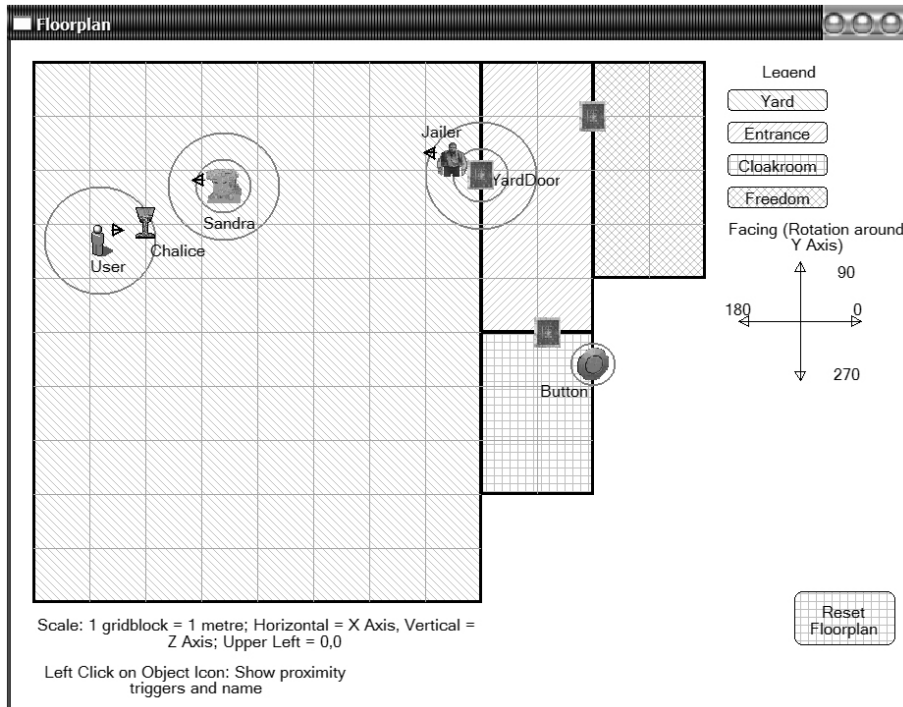 Floorplan
Legend
Yard
Entrance
Cloakroom
Freedom
Facing (Rotation around
Y Axis)
90
180
0
270
Jailer
YardDoor
Sandra
Chalice
User
Button
Scale: 1 gridblock = 1 metre; Horizontal = X Axis, Vertical =
Z Axis; Upper Left = 0,0
Left Click on Object Icon: Show proximity
triggers and name
Reset
Floorplan